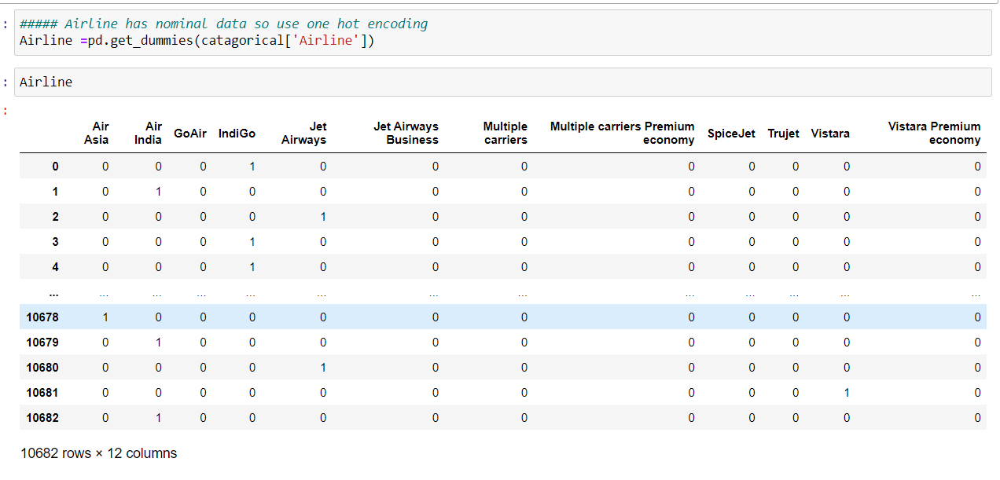 : ##### Airline has nominal data so use one hot encoding
Airline =pd.get_dummies(catagorical['Airline'])
: Airline
:
Air Asia Air India GoAir IndiGo Jet Airways Jet Airways Business Multiple carriers Multiple carriers Premium economy SpiceJet Trujet Vistara Vistara Premium economy
0 0 0 0 1 0 0 0 0 0 0 0 0
1 0 1 0 0 0 0 0 0 0 0 0 0
2 0 0 0 0 1 0 0 0 0 0 0 0
3 0 0 0 1 0 0 0 0 0 0 0 0
4 0 0 0 1 0 0 0 0 0 0 0 0
... ... ... ... ... ... ... ... ... ... ... ... ...
10678 1 0 0 0 0 0 0 0 0 0 0 0
10679 0 1 0 0 0 0 0 0 0 0 0 0
10680 0 0 0 0 1 0 0 0 0 0 0 0
10681 0 0 0 0 0 0 0 0 0 0 1 0
10682 0 1 0 0 0 0 0 0 0 0 0 0
10682 rows × 12 columns